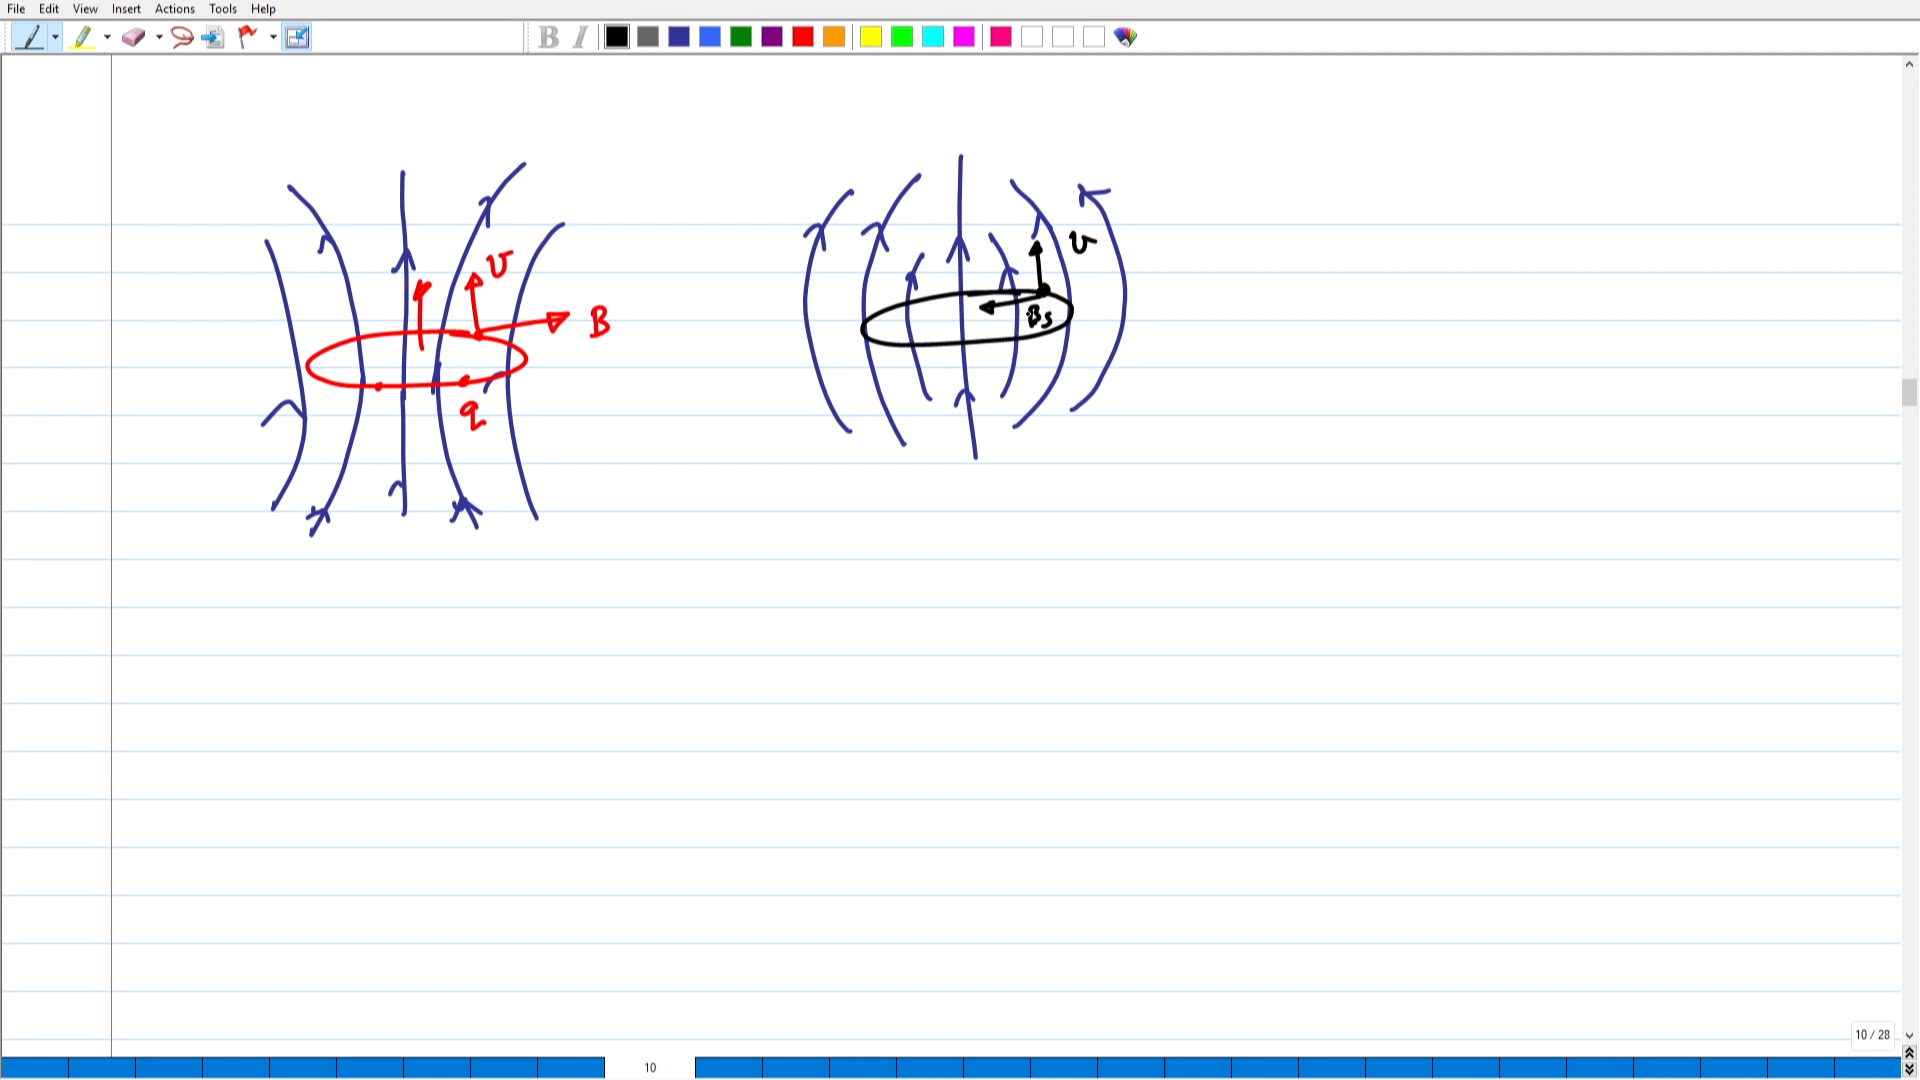 File Edit View Insert Actions Tools Help
B I
v
B
q
v
Bs
10 / 28
10